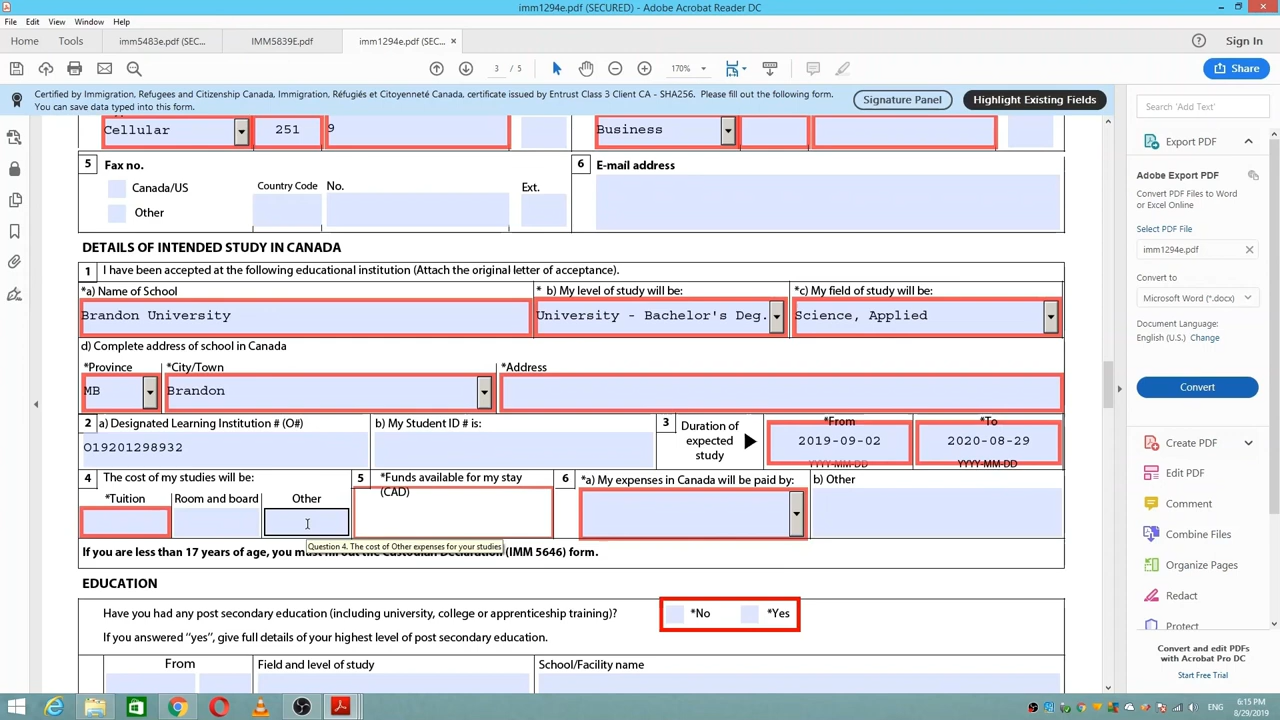 imm1294e.pdf (SECURED) - Adobe Acrobat Reader DC
File Edit View Window Help
Home Tools imm5483e.pdf (SEC... IMM5839E.pdf imm1294e.pdf (SEC... × Sign In
3 / 5 170% Share
Certified by Immigration, Refugees and Citizenship Canada, Immigration, Réfugiés et Citoyenneté Canada, certificate issued by Entrust Class 3 Client CA - SHA256. Please fill out the following form.
You can save data typed into this form.
Signature Panel Highlight Existing Fields
Search 'Add Text'
Export PDF
Adobe Export PDF
Convert PDF Files to Word
or Excel Online
Select PDF File
imm1294e.pdf
Convert to
Microsoft Word (*.docx)
Document Language:
English (U.S.) Change
Convert
Create PDF
Edit PDF
Comment
Combine Files
Organize Pages
Redact
Protect
Convert and edit PDFs
with Acrobat Pro DC
Start Free Trial
Cellular 251 9 Business
5 Fax no. 6 E-mail address
Canada/US Country Code No. Ext.
Other
DETAILS OF INTENDED STUDY IN CANADA
1 I have been accepted at the following educational institution (Attach the original letter of acceptance).
*a) Name of School * b) My level of study will be: *c) My field of study will be:
Brandon University University - Bachelor's Deg. Science, Applied
d) Complete address of school in Canada
*Province *City/Town *Address
MB Brandon
2 a) Designated Learning Institution # (O#) b) My Student ID # is: 3 Duration of expected study *From *To
O19201298932 2019-09-02 2020-08-29
YYYY-MM-DD YYYY-MM-DD
4 The cost of my studies will be: 5 *Funds available for my stay (CAD) 6 *a) My expenses in Canada will be paid by: b) Other
*Tuition Room and board Other
Question 4. The cost of Other expenses for your studies
If you are less than 17 years of age, you must fill out the Custodian Declaration (IMM 5646) form.
EDUCATION
Have you had any post secondary education (including university, college or apprenticeship training)? *No *Yes
If you answered "yes", give full details of your highest level of post secondary education.
From Field and level of study School/Facility name
ENG 6:15 PM
8/29/2019